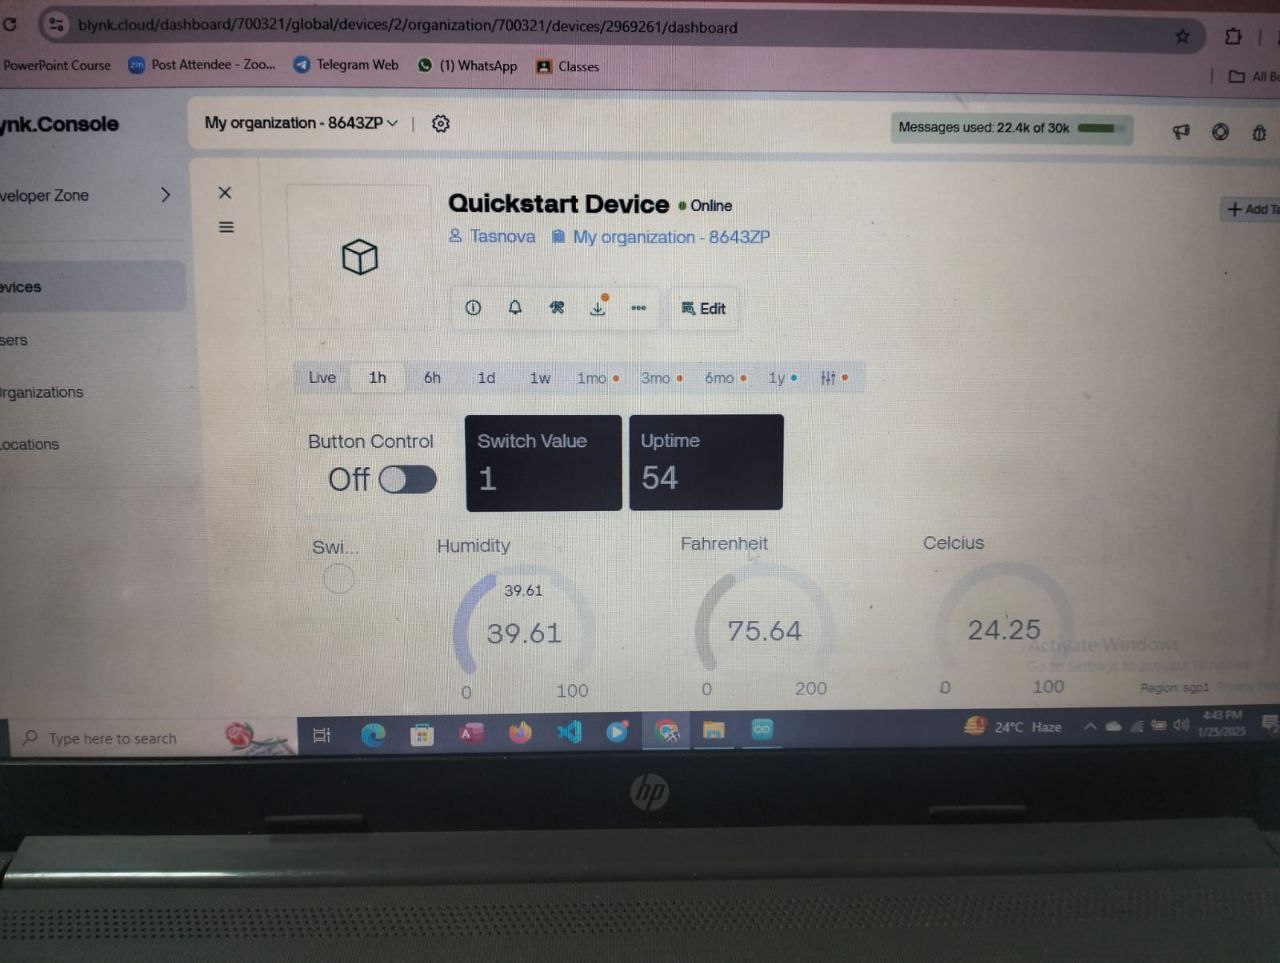 blynk.cloud/dashboard/700321/global/devices/2/organization/700321/devices/2969261/dashboard
PowerPoint Course Post Attendee - Zoo... Telegram Web (1) WhatsApp Classes
All Bo
ynk.Console My organization - 8643ZP Messages used: 22.4k of 30k
veloper Zone
Quickstart Device Online
+ Add Ta
Tasnova My organization - 8643ZP
evices
Edit
sers
Live 1h 6h 1d 1w 1mo 3mo 6mo 1y
rganizations
ocations
Button Control Switch Value Uptime
Off 1 54
Swi... Humidity Fahrenheit Celcius
39.61
39.61 75.64 24.25
Activate Windows
Go to Settings to activate Windows.
0 100 0 200 0 100 Region: sgp1 Privacy
Type here to search 24°C Haze 4:43 PM
1/25/2025
hp